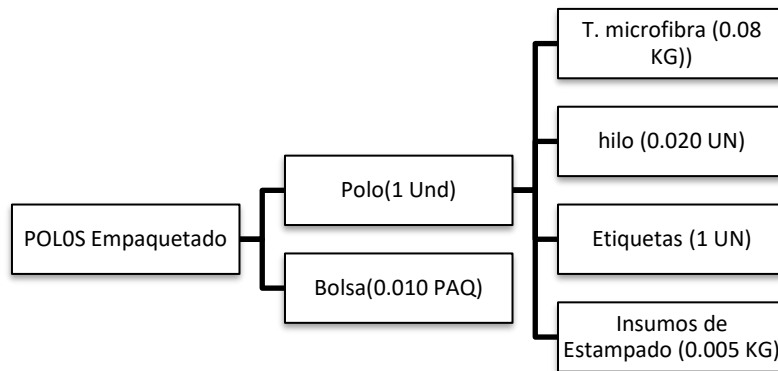 POL0S Empaquetado
Polo(1 Und)
Bolsa(0.010 PAQ)
T. microfibra (0.08
KG))
hilo (0.020 UN)
Etiquetas (1 UN)
Insumos de
Estampado (0.005 KG)